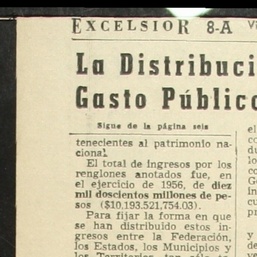 EXCELSIOR 8-A
La Distribuci
Gasto Público
Sigue de la página seis
tenecientes al patrimonio na-
cional.
El total de ingresos por los
renglones anotados fue, en
el ejercicio de 1956, de diez
mil doscientos millones de pe-
sos ($10.193.521,754.03).
Para fijar la forma en que
se han distribuido estos in-
gresos entre la Federación,
los Estados, los Municipios y
los Territorios